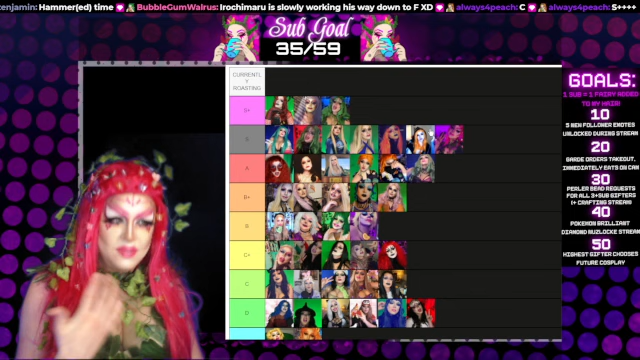 enjamin: Hammer(ed) time BubbleGumWalrus: Irochimaru is slowly working his way down to F XD always4peach: C always4peach: S++++
Sub Goal
35/59
CURRENTL
Y
ROASTING
S+
S
A
B+
B
C+
C
D
GOALS:
1 SUB = 1 FAIRY ADDED
TO MY HAIR!
10
5 NEW FOLLOWER EMOTES
UNLOCKED DURING STREAM
20
GARDE ORDERS TAKEOUT,
IMMEDIATELY EATS ON CAM
30
PERLER BEAD REQUESTS
FOR ALL 3+SUB GIFTERS
(+ CRAFTING STREAM)
40
POKEMON BRILLIANT
DIAMOND NUZLOCKE STREAM
50
HIGHEST GIFTER CHOOSES
FUTURE COSPLAY